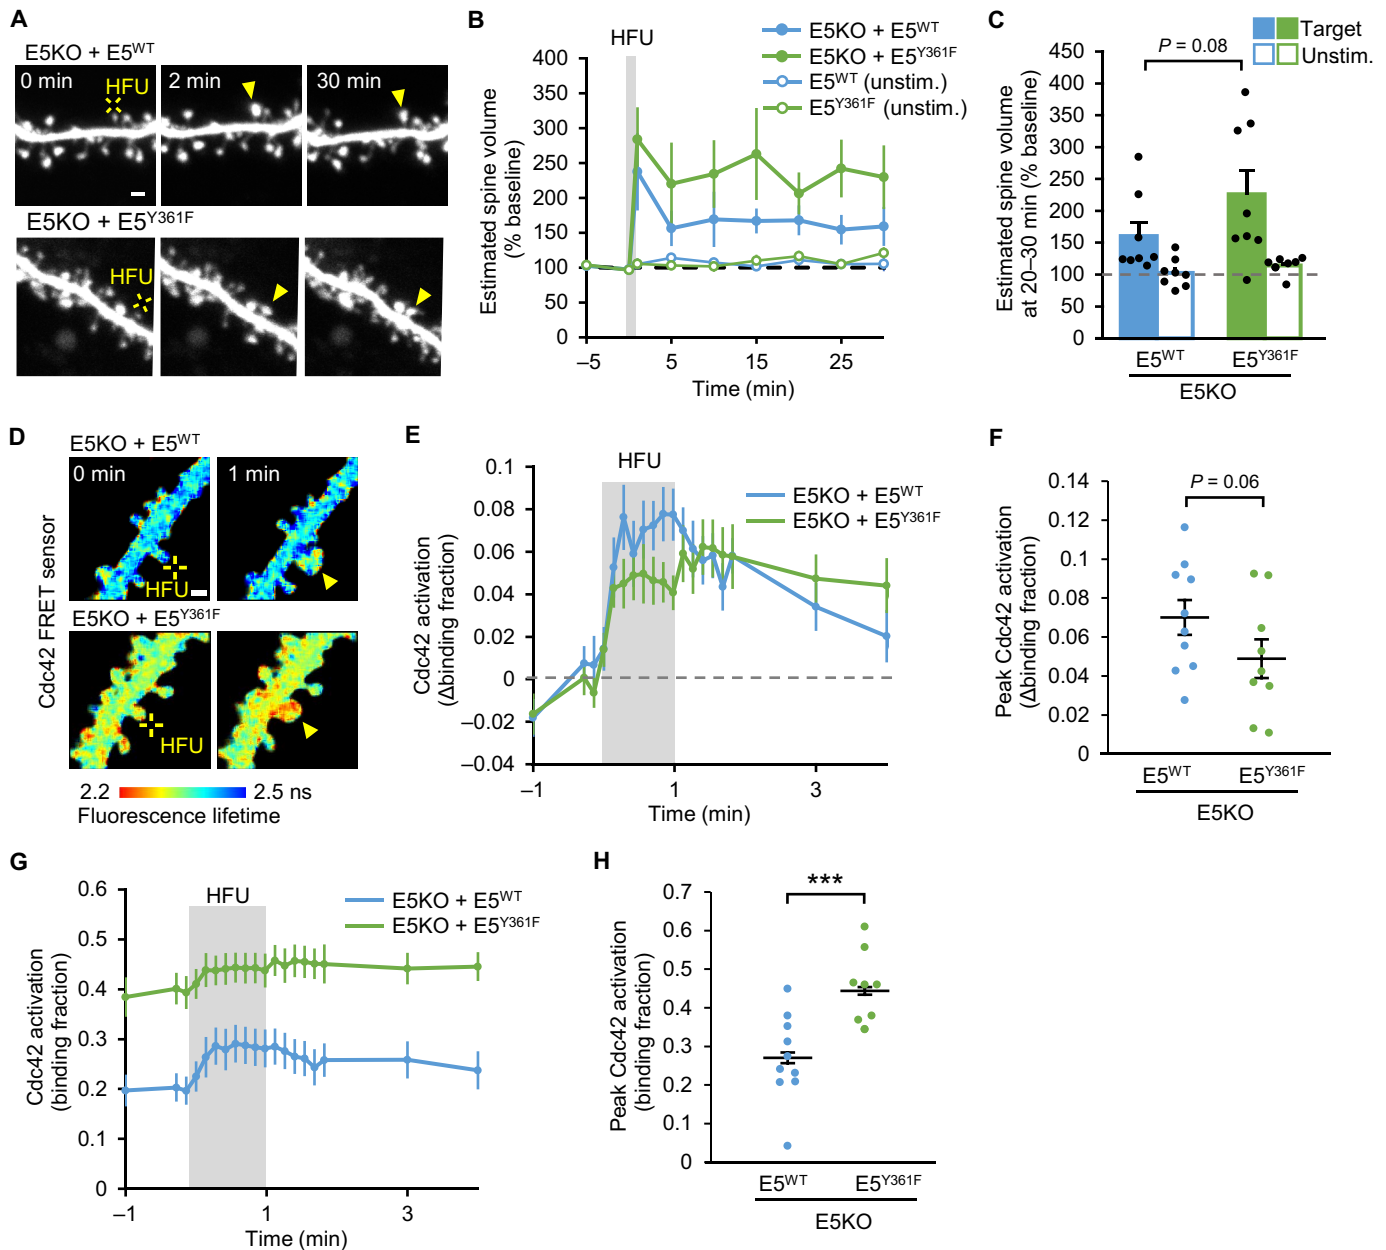 A
E5KO + E5WT
0 min
HFU
2 min
30 min
E5KO + E5Y361F
HFU
B
HFU
E5KO + E5WT
E5KO + E5Y361F
E5WT (unstim.)
E5Y361F (unstim.)
Estimated spine volume
(% baseline)
400
350
300
250
200
150
100
50
0
–5
5
15
25
Time (min)
C
Target
Unstim.
P = 0.08
Estimated spine volume
at 20–30 min (% baseline)
450
400
350
300
250
200
150
100
50
0
E5WT
E5Y361F
E5KO
D
E5KO + E5WT
0 min
1 min
HFU
E5KO + E5Y361F
HFU
Cdc42 FRET sensor
2.2
2.5 ns
Fluorescence lifetime
E
HFU
E5KO + E5WT
E5KO + E5Y361F
Cdc42 activation
(Δbinding fraction)
0.1
0.08
0.06
0.04
0.02
0
–0.02
–0.04
–1
1
3
Time (min)
F
P = 0.06
Peak Cdc42 activation
(Δbinding fraction)
0.14
0.12
0.1
0.08
0.06
0.04
0.02
0
E5WT
E5Y361F
E5KO
G
HFU
E5KO + E5WT
E5KO + E5Y361F
Cdc42 activation
(binding fraction)
0.6
0.5
0.4
0.3
0.2
0.1
0
–1
1
3
Time (min)
H
***
Peak Cdc42 activation
(binding fraction)
0.7
0.6
0.5
0.4
0.3
0.2
0.1
0
E5WT
E5Y361F
E5KO